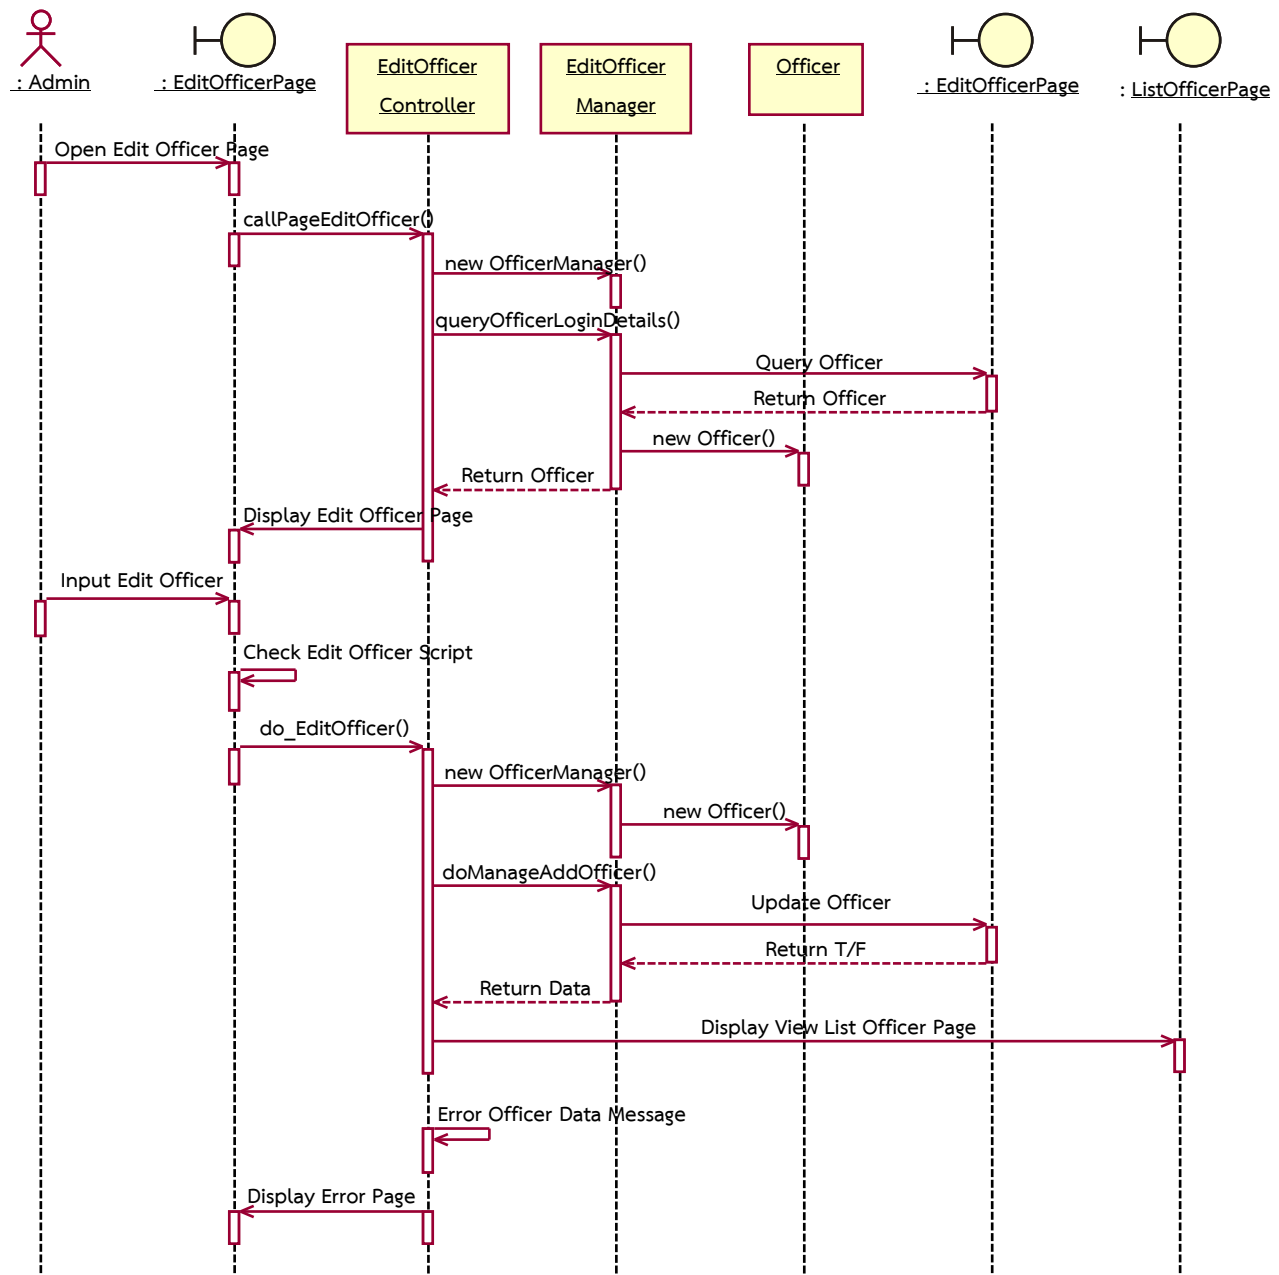 : Admin
: EditOfficerPage
EditOfficer
Controller
EditOfficer
Manager
Officer
: EditOfficerPage
: ListOfficerPage
Open Edit Officer Page
callPageEditOfficer()
new OfficerManager()
queryOfficerLoginDetails()
Query Officer
Return Officer
new Officer()
Return Officer
Display Edit Officer Page
Input Edit Officer
Check Edit Officer Script
do_EditOfficer()
new OfficerManager()
new Officer()
doManageAddOfficer()
Update Officer
Return T/F
Return Data
Display View List Officer Page
Error Officer Data Message
Display Error Page